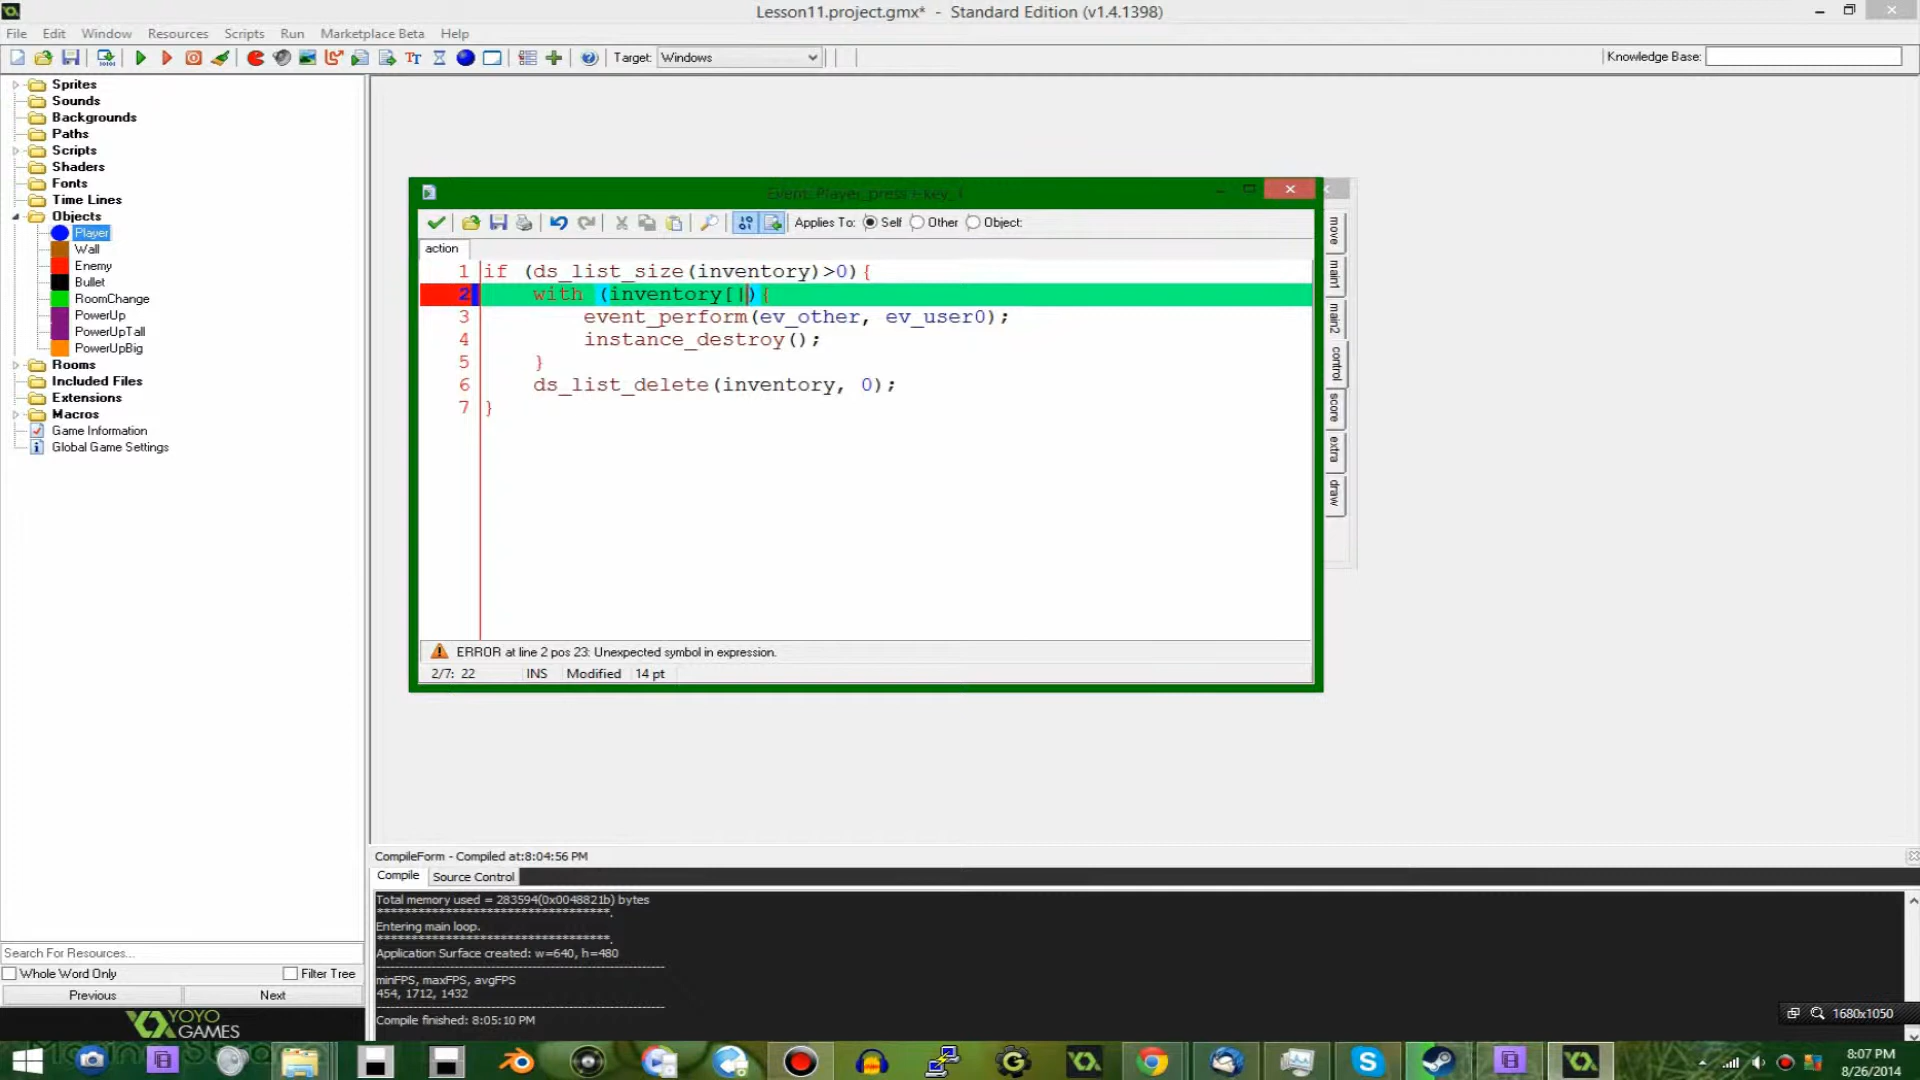 Lesson11.project.gmx* - Standard Edition (v1.4.1398)
File Edit Window Resources Scripts Run Marketplace Beta Help
Target: Windows
Knowledge Base:
Sprites
Sounds
Backgrounds
Paths
Scripts
Shaders
Fonts
Time Lines
Objects
Player
Wall
Enemy
Bullet
RoomChange
PowerUp
PowerUpTall
PowerUpBig
Rooms
Included Files
Extensions
Macros
Game Information
Global Game Settings
Search For Resources...
Whole Word Only Filter Tree
Previous Next
YOYO
GAMES
Event: Player_press
Applies To: Self Other Object:
action
1 if (ds_list_size(inventory)>0){
2 with (inventory[|){
3 event_perform(ev_other, ev_user0);
4 instance_destroy();
5 }
6 ds_list_delete(inventory, 0);
7 }
ERROR at line 2 pos 23: Unexpected symbol in expression.
2/7: 22 INS Modified 14 pt
move
main1
main2
control
score
extra
draw
CompileForm - Compiled at:8:04:56 PM
Compile Source Control
Total memory used = 283594(0x0048821b) bytes
**********************************.
Entering main loop.
**********************************.
Application Surface created: w=640, h=480
minFPS, maxFPS, avgFPS
454, 1712, 1432
Compile finished: 8:05:10 PM
1680x1050
8:07 PM
8/26/2014